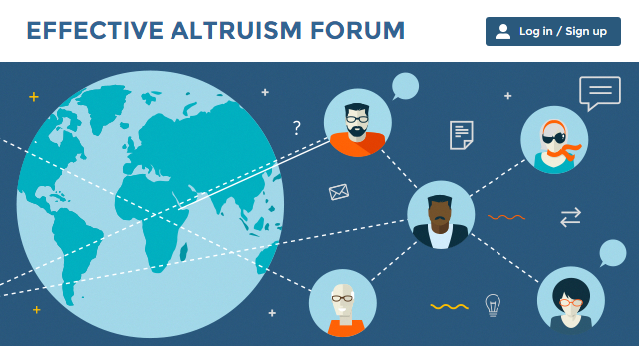 EFFECTIVE ALTRUISM FORUM
Log in / Sign up
?